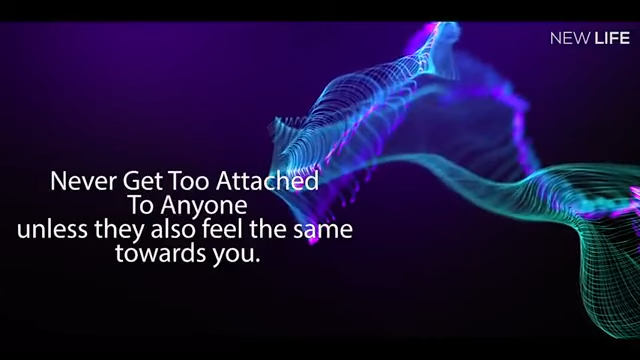 NEW LIFE
Never Get Too Attached
To Anyone
unless they also feel the same
towards you.